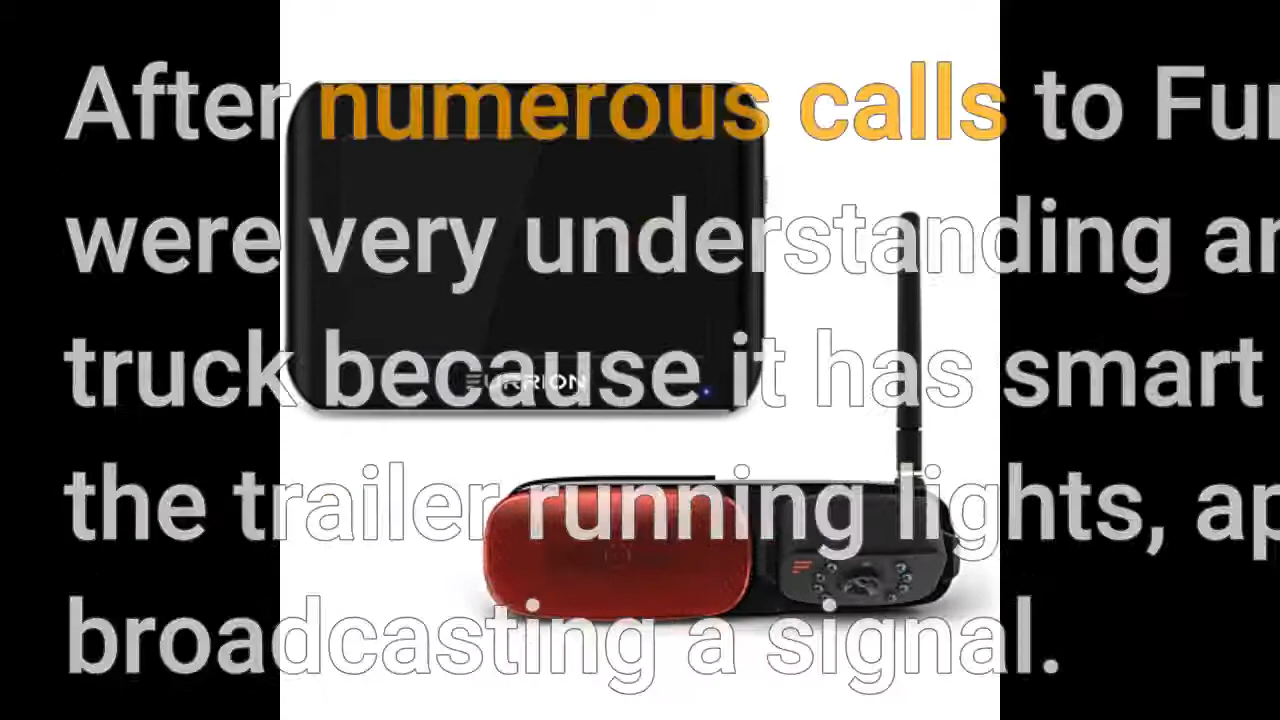 After numerous calls to Fur
were very understanding an
truck because it has smart
FURRION
the trailer running lights, ap
broadcasting a signal.